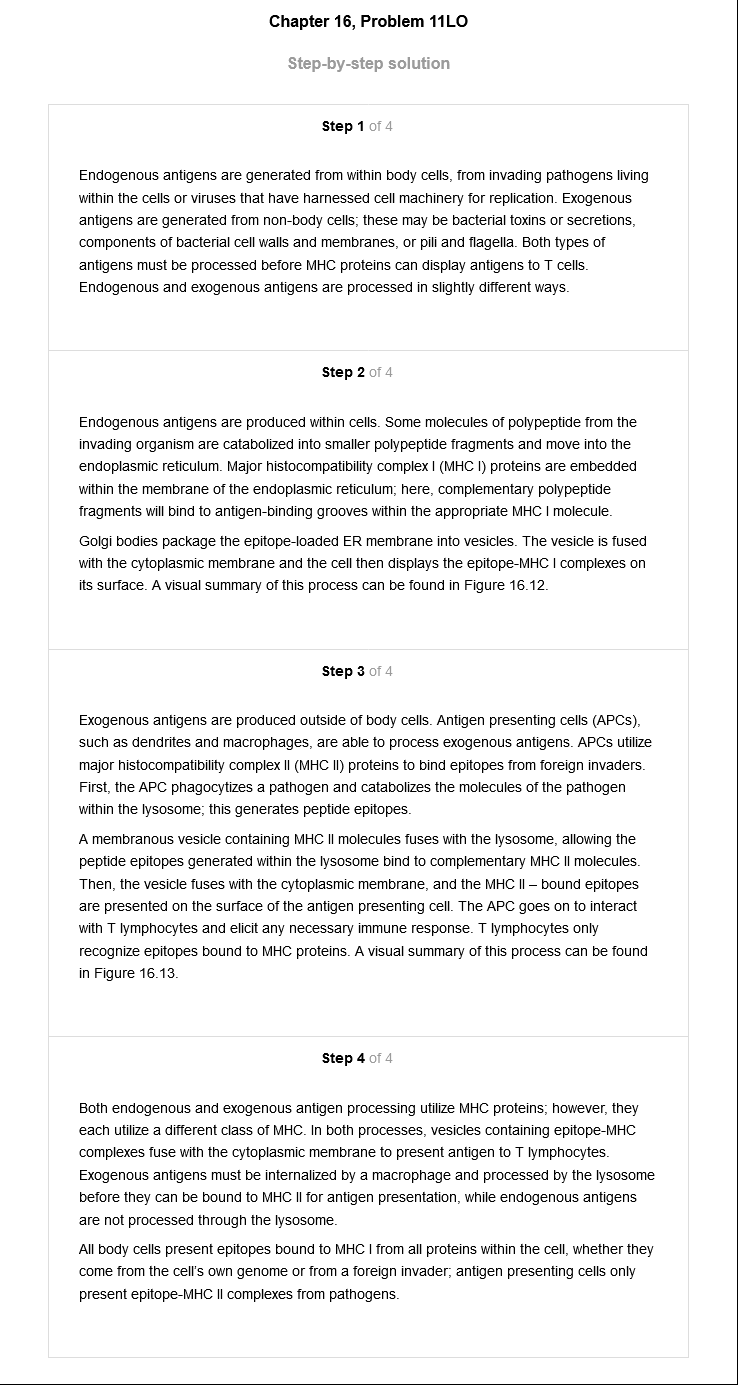 Chapter 16, Problem 11LO
Step-by-step solution
Step 1 of 4
Endogenous antigens are generated from within body cells, from invading pathogens living
within the cells or viruses that have harnessed cell machinery for replication. Exogenous
antigens are generated from non-body cells; these may be bacterial toxins or secretions,
components of bacterial cell walls and membranes, or pili and flagella. Both types of
antigens must be processed before MHC proteins can display antigens to T cells.
Endogenous and exogenous antigens are processed in slightly different ways.
Step 2 of 4
Endogenous antigens are produced within cells. Some molecules of polypeptide from the
invading organism are catabolized into smaller polypeptide fragments and move into the
endoplasmic reticulum. Major histocompatibility complex I (MHC I) proteins are embedded
within the membrane of the endoplasmic reticulum; here, complementary polypeptide
fragments will bind to antigen-binding grooves within the appropriate MHC I molecule.
Golgi bodies package the epitope-loaded ER membrane into vesicles. The vesicle is fused
with the cytoplasmic membrane and the cell then displays the epitope-MHC I complexes on
its surface. A visual summary of this process can be found in Figure 16.12.
Step 3 of 4
Exogenous antigens are produced outside of body cells. Antigen presenting cells (APCs),
such as dendrites and macrophages, are able to process exogenous antigens. APCs utilize
major histocompatibility complex II (MHC II) proteins to bind epitopes from foreign invaders.
First, the APC phagocytizes a pathogen and catabolizes the molecules of the pathogen
within the lysosome; this generates peptide epitopes.
A membranous vesicle containing MHC II molecules fuses with the lysosome, allowing the
peptide epitopes generated within the lysosome bind to complementary MHC II molecules.
Then, the vesicle fuses with the cytoplasmic membrane, and the MHC II – bound epitopes
are presented on the surface of the antigen presenting cell. The APC goes on to interact
with T lymphocytes and elicit any necessary immune response. T lymphocytes only
recognize epitopes bound to MHC proteins. A visual summary of this process can be found
in Figure 16.13.
Step 4 of 4
Both endogenous and exogenous antigen processing utilize MHC proteins; however, they
each utilize a different class of MHC. In both processes, vesicles containing epitope-MHC
complexes fuse with the cytoplasmic membrane to present antigen to T lymphocytes.
Exogenous antigens must be internalized by a macrophage and processed by the lysosome
before they can be bound to MHC II for antigen presentation, while endogenous antigens
are not processed through the lysosome.
All body cells present epitopes bound to MHC I from all proteins within the cell, whether they
come from the cell's own genome or from a foreign invader; antigen presenting cells only
present epitope-MHC II complexes from pathogens.